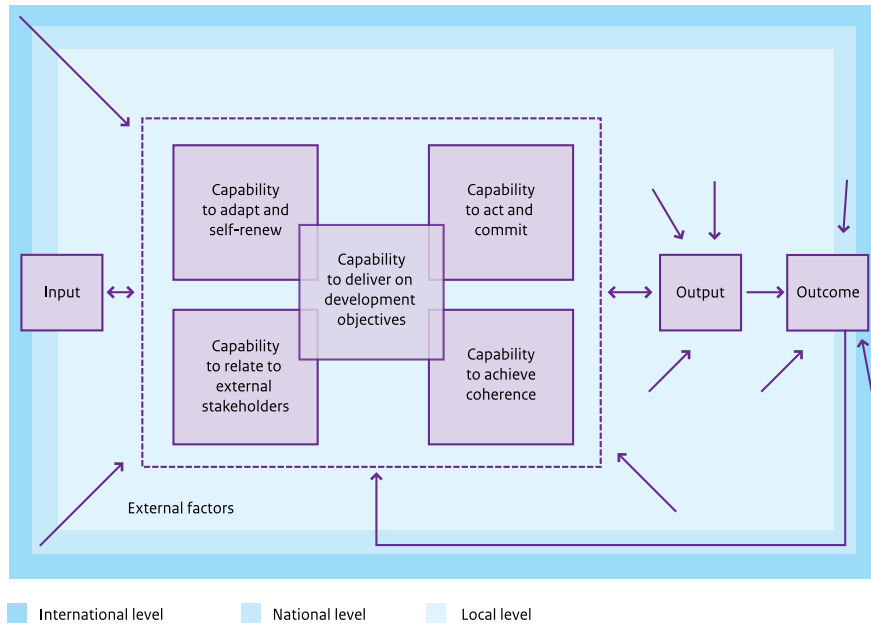 Capability
to adapt and
self-renew
Capability
to act and
commit
Capability
to deliver on
development
objectives
Input
Output
Outcome
Capability
to relate to
external
stakeholders
Capability
to achieve
coherence
External factors
International level
National level
Local level